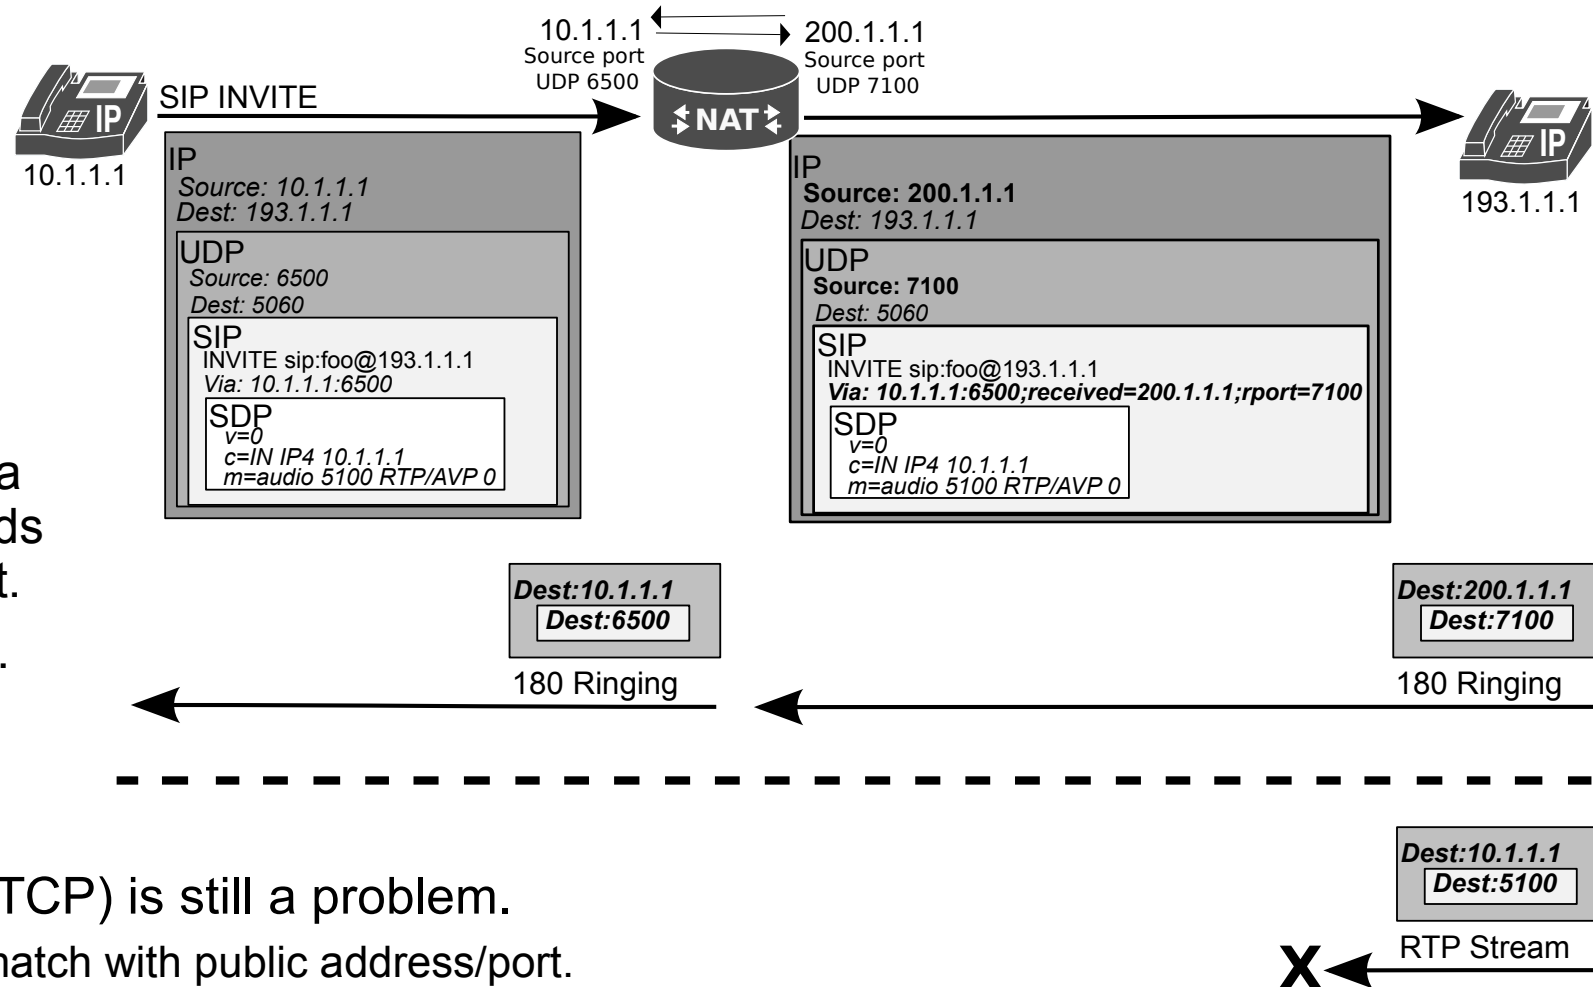 10.1.1.1
Source port
UDP 6500
200.1.1.1
Source port
UDP 7100
IP
10.1.1.1
SIP INVITE
NAT
IP
193.1.1.1
IP
Source: 10.1.1.1
Dest: 193.1.1.1
UDP
Source: 6500
Dest: 5060
SIP
INVITE sip:foo@193.1.1.1
Via: 10.1.1.1:6500
SDP
v=0
c=IN IP4 10.1.1.1
m=audio 5100 RTP/AVP 0
IP
Source: 200.1.1.1
Dest: 193.1.1.1
UDP
Source: 7100
Dest: 5060
SIP
INVITE sip:foo@193.1.1.1
Via: 10.1.1.1:6500;received=200.1.1.1;rport=7100
SDP
v=0
c=IN IP4 10.1.1.1
m=audio 5100 RTP/AVP 0
a
ds
t.
.
Dest:10.1.1.1
Dest:6500
180 Ringing
Dest:200.1.1.1
Dest:7100
180 Ringing
TCP) is still a problem.
natch with public address/port.
Dest:10.1.1.1
Dest:5100
RTP Stream
X